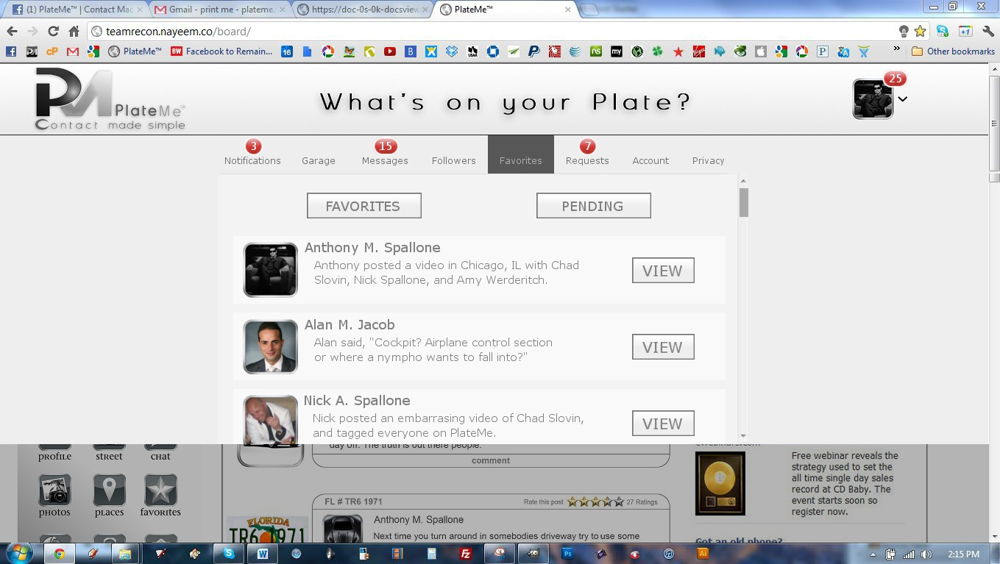 (1) PlateMe™ | Contact Mac
Gmail - print me - plateme.
https://doc-0s-0k-docsview
PlateMe™
teamrecon.nayeem.co/board/
PlateMe™
BW Facebook to Remain...
16
Other bookmarks
PM PlateMe™
Contact made simple
What's on your Plate?
25
3
15
7
Notifications Garage Messages Followers Favorites Requests Account Privacy
FAVORITES PENDING
Anthony M. Spallone
Anthony posted a video in Chicago, IL with Chad
Slovin, Nick Spallone, and Amy Werderitch.
VIEW
Alan M. Jacob
Alan said, "Cockpit? Airplane control section
or where a nympho wants to fall into?"
VIEW
Nick A. Spallone
Nick posted an embarrasing video of Chad Slovin,
and tagged everyone on PlateMe.
VIEW
day off. The truth is out there people.
comment
PROFILE STREET CHAT
PHOTOS PLACES FAVORITES
FL # TR6 1971
Rate this post
27 Ratings
FLORIDA
TR6 1971
Anthony M. Spallone
Next time you turn around in somebodies driveway try to use some
Free webinar reveals the
strategy used to set the
all time single day sales
record at CD Baby. The
event starts soon so
register now.
Got an old phone?
2:15 PM